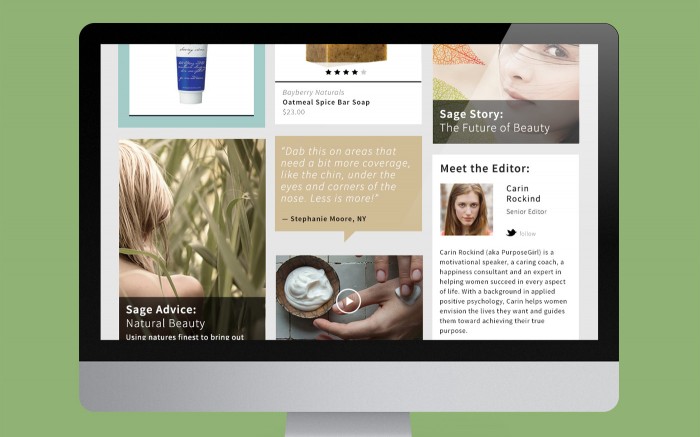 Bayberry Naturals
Oatmeal Spice Bar Soap
$23.00
"Dab this on areas that
need a bit more coverage,
like the chin, under the
eyes and corners of the
nose. Less is more!"
— Stephanie Moore, NY
Sage Advice:
Natural Beauty
Using natures finest to bring out
Sage Story:
The Future of Beauty
Meet the Editor:
Carin
Rockind
Senior Editor
follow
Carin Rockind (aka PurposeGirl) is a
motivational speaker, a caring coach, a
happiness consultant and an expert in
helping women succeed in every aspect
of life. With a background in applied
positive psychology, Carin helps women
envision the lives they want and guides
them toward achieving their true
purpose.